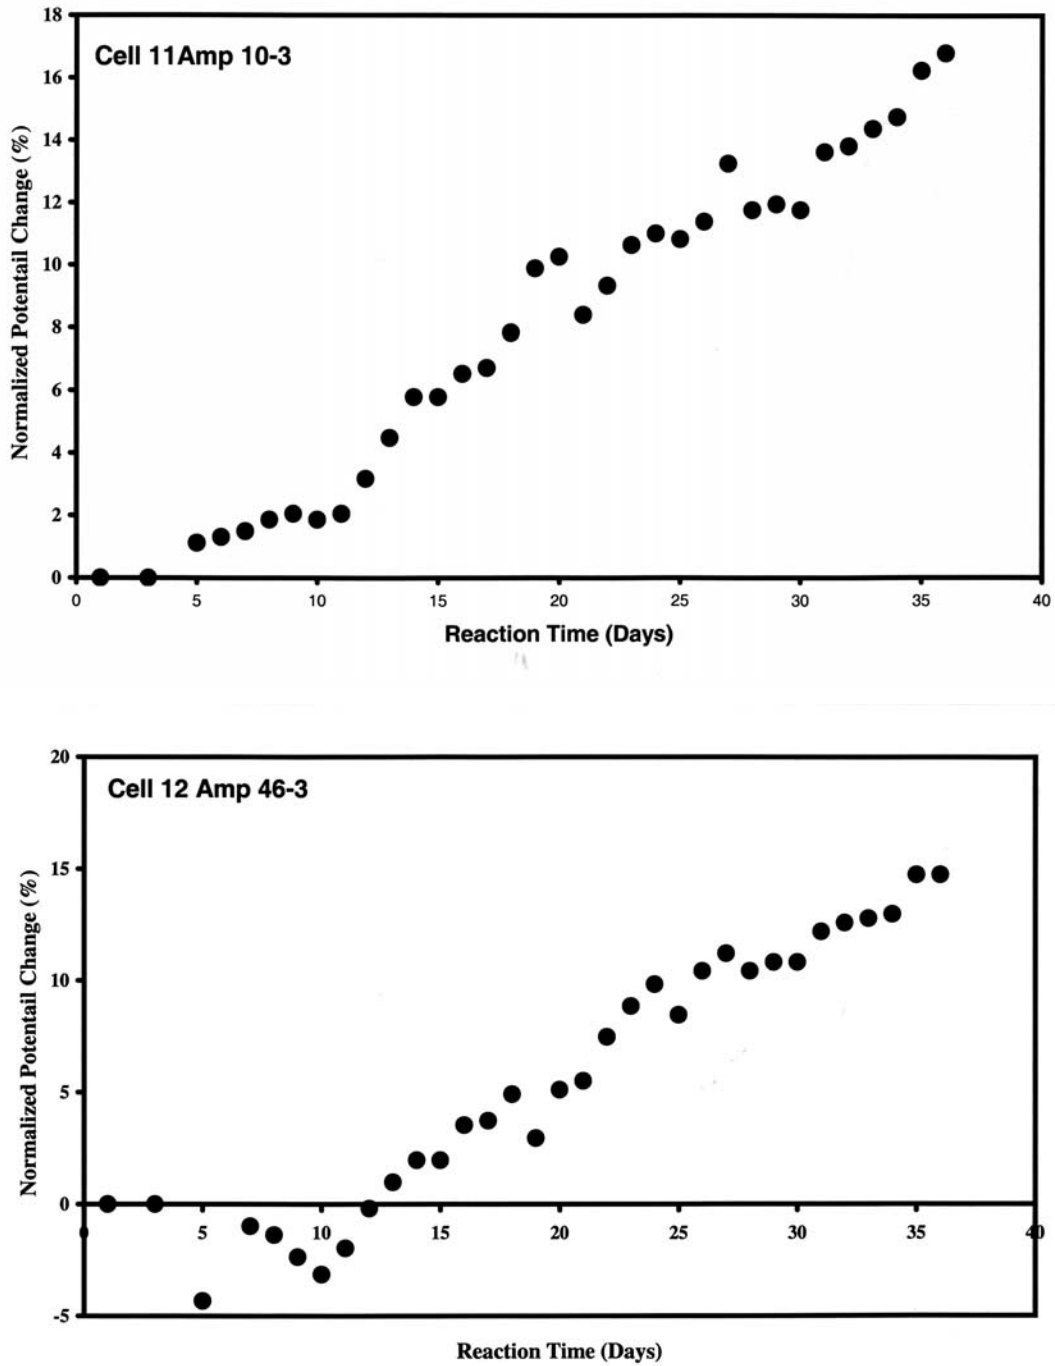 18
Cell 11Amp 10-3
16
14
12
10
8
6
4
2
0
Normalized Potentail Change (%)
0 5 10 15 20 25 30 35 40
Reaction Time (Days)
20
Cell 12 Amp 46-3
15
10
5
0
-5
Normalized Potentail Change (%)
0 5 10 15 20 25 30 35 40
Reaction Time (Days)